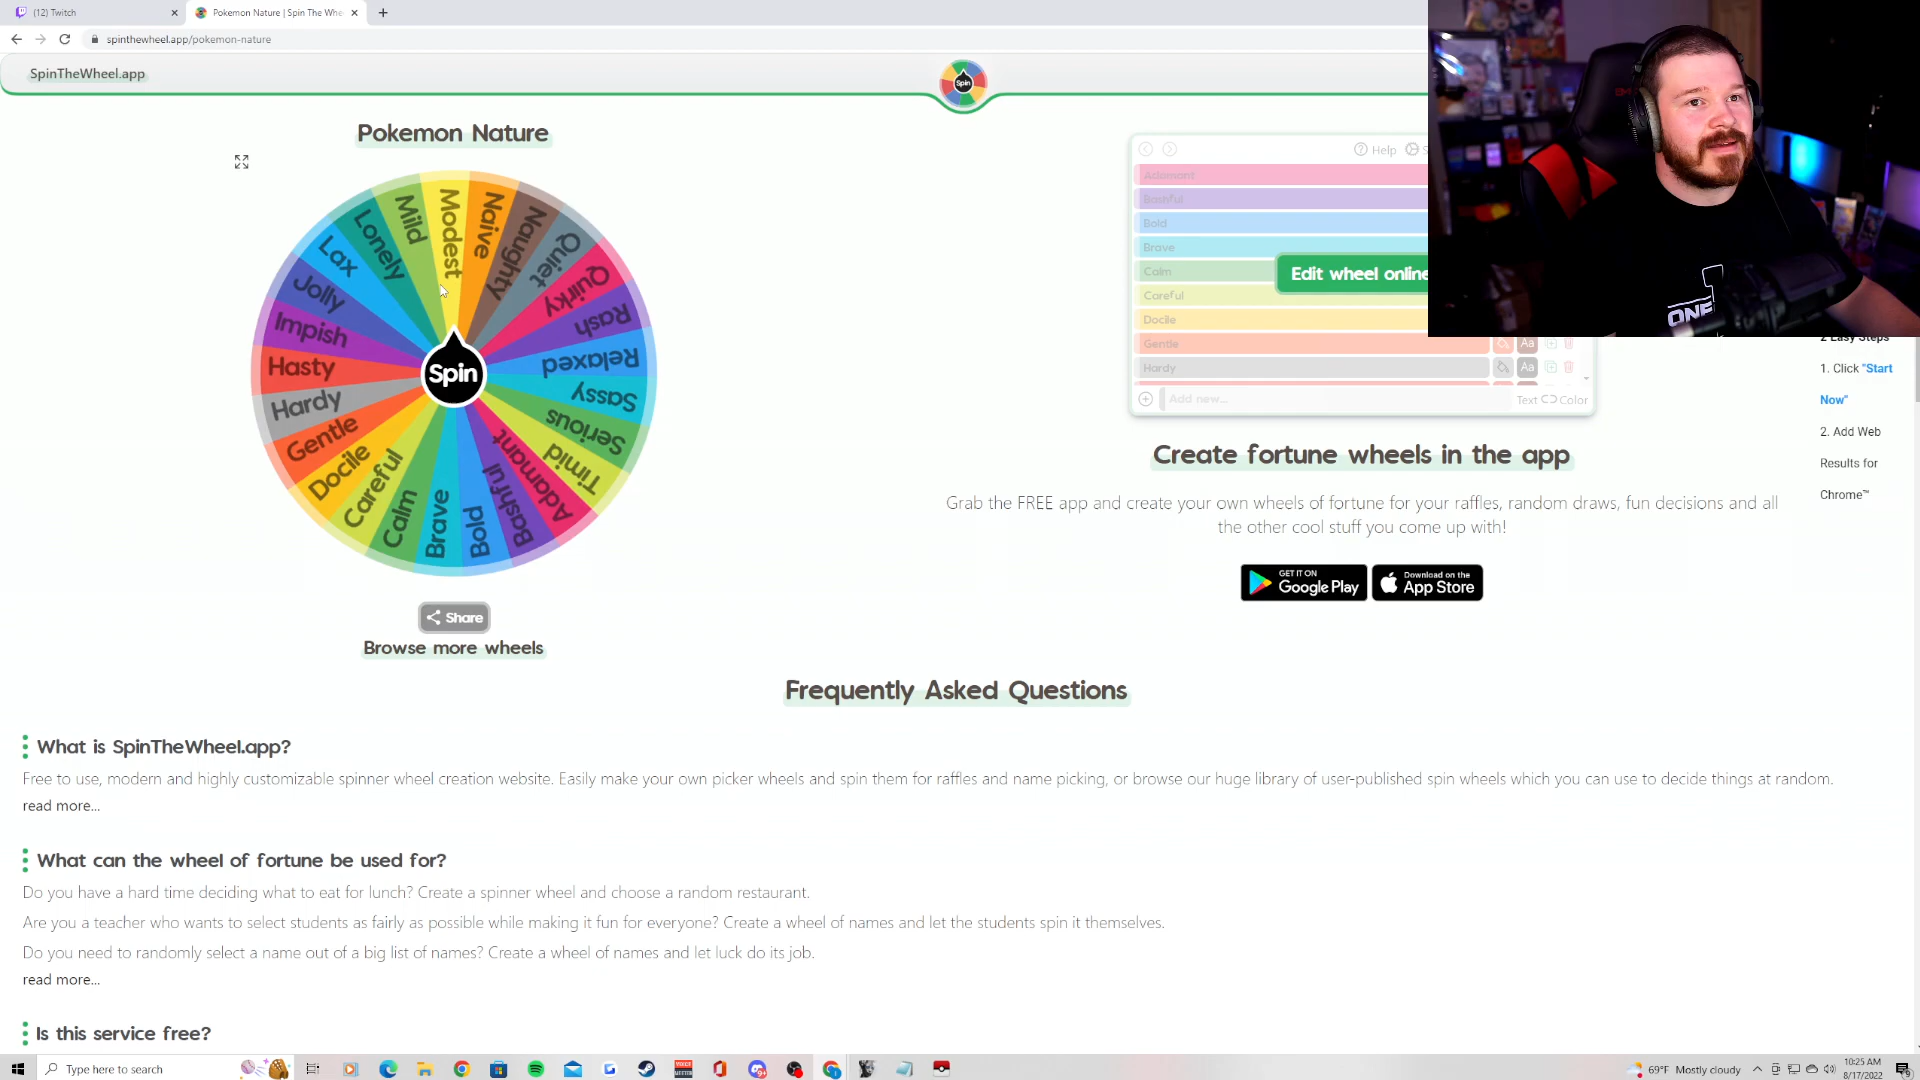 (12) Twitch
Pokemon Nature | Spin The Whe
spinthewheel.app/pokemon-nature
SpinTheWheel.app
Spin
Pokemon Nature
Modest
Naive
Naughty
Quiet
Quirky
Rash
Relaxed
Sassy
Serious
Timid
Adamant
Bashful
Bold
Brave
Calm
Careful
Docile
Gentle
Hardy
Hasty
Impish
Jolly
Lax
Lonely
Mild
Spin
Share
Browse more wheels
Help
Adamant
Bashful
Bold
Brave
Calm
Careful
Docile
Gentle
Hardy
Aa
Aa
Edit wheel online
Add new...
Text Color
Create fortune wheels in the app
Grab the FREE app and create your own wheels of fortune for your raffles, random draws, fun decisions and all
the other cool stuff you come up with!
GET IT ON
Google Play
Download on the
App Store
ONE
2 Easy Steps
1. Click "Start
Now"
2. Add Web
Results for
Chrome™
Frequently Asked Questions
What is SpinTheWheel.app?
Free to use, modern and highly customizable spinner wheel creation website. Easily make your own picker wheels and spin them for raffles and name picking, or browse our huge library of user-published spin wheels which you can use to decide things at random.
read more...
What can the wheel of fortune be used for?
Do you have a hard time deciding what to eat for lunch? Create a spinner wheel and choose a random restaurant.
Are you a teacher who wants to select students as fairly as possible while making it fun for everyone? Create a wheel of names and let the students spin it themselves.
Do you need to randomly select a name out of a big list of names? Create a wheel of names and let luck do its job.
read more...
Is this service free?
Type here to search
69°F Mostly cloudy
10:25 AM
8/17/2022